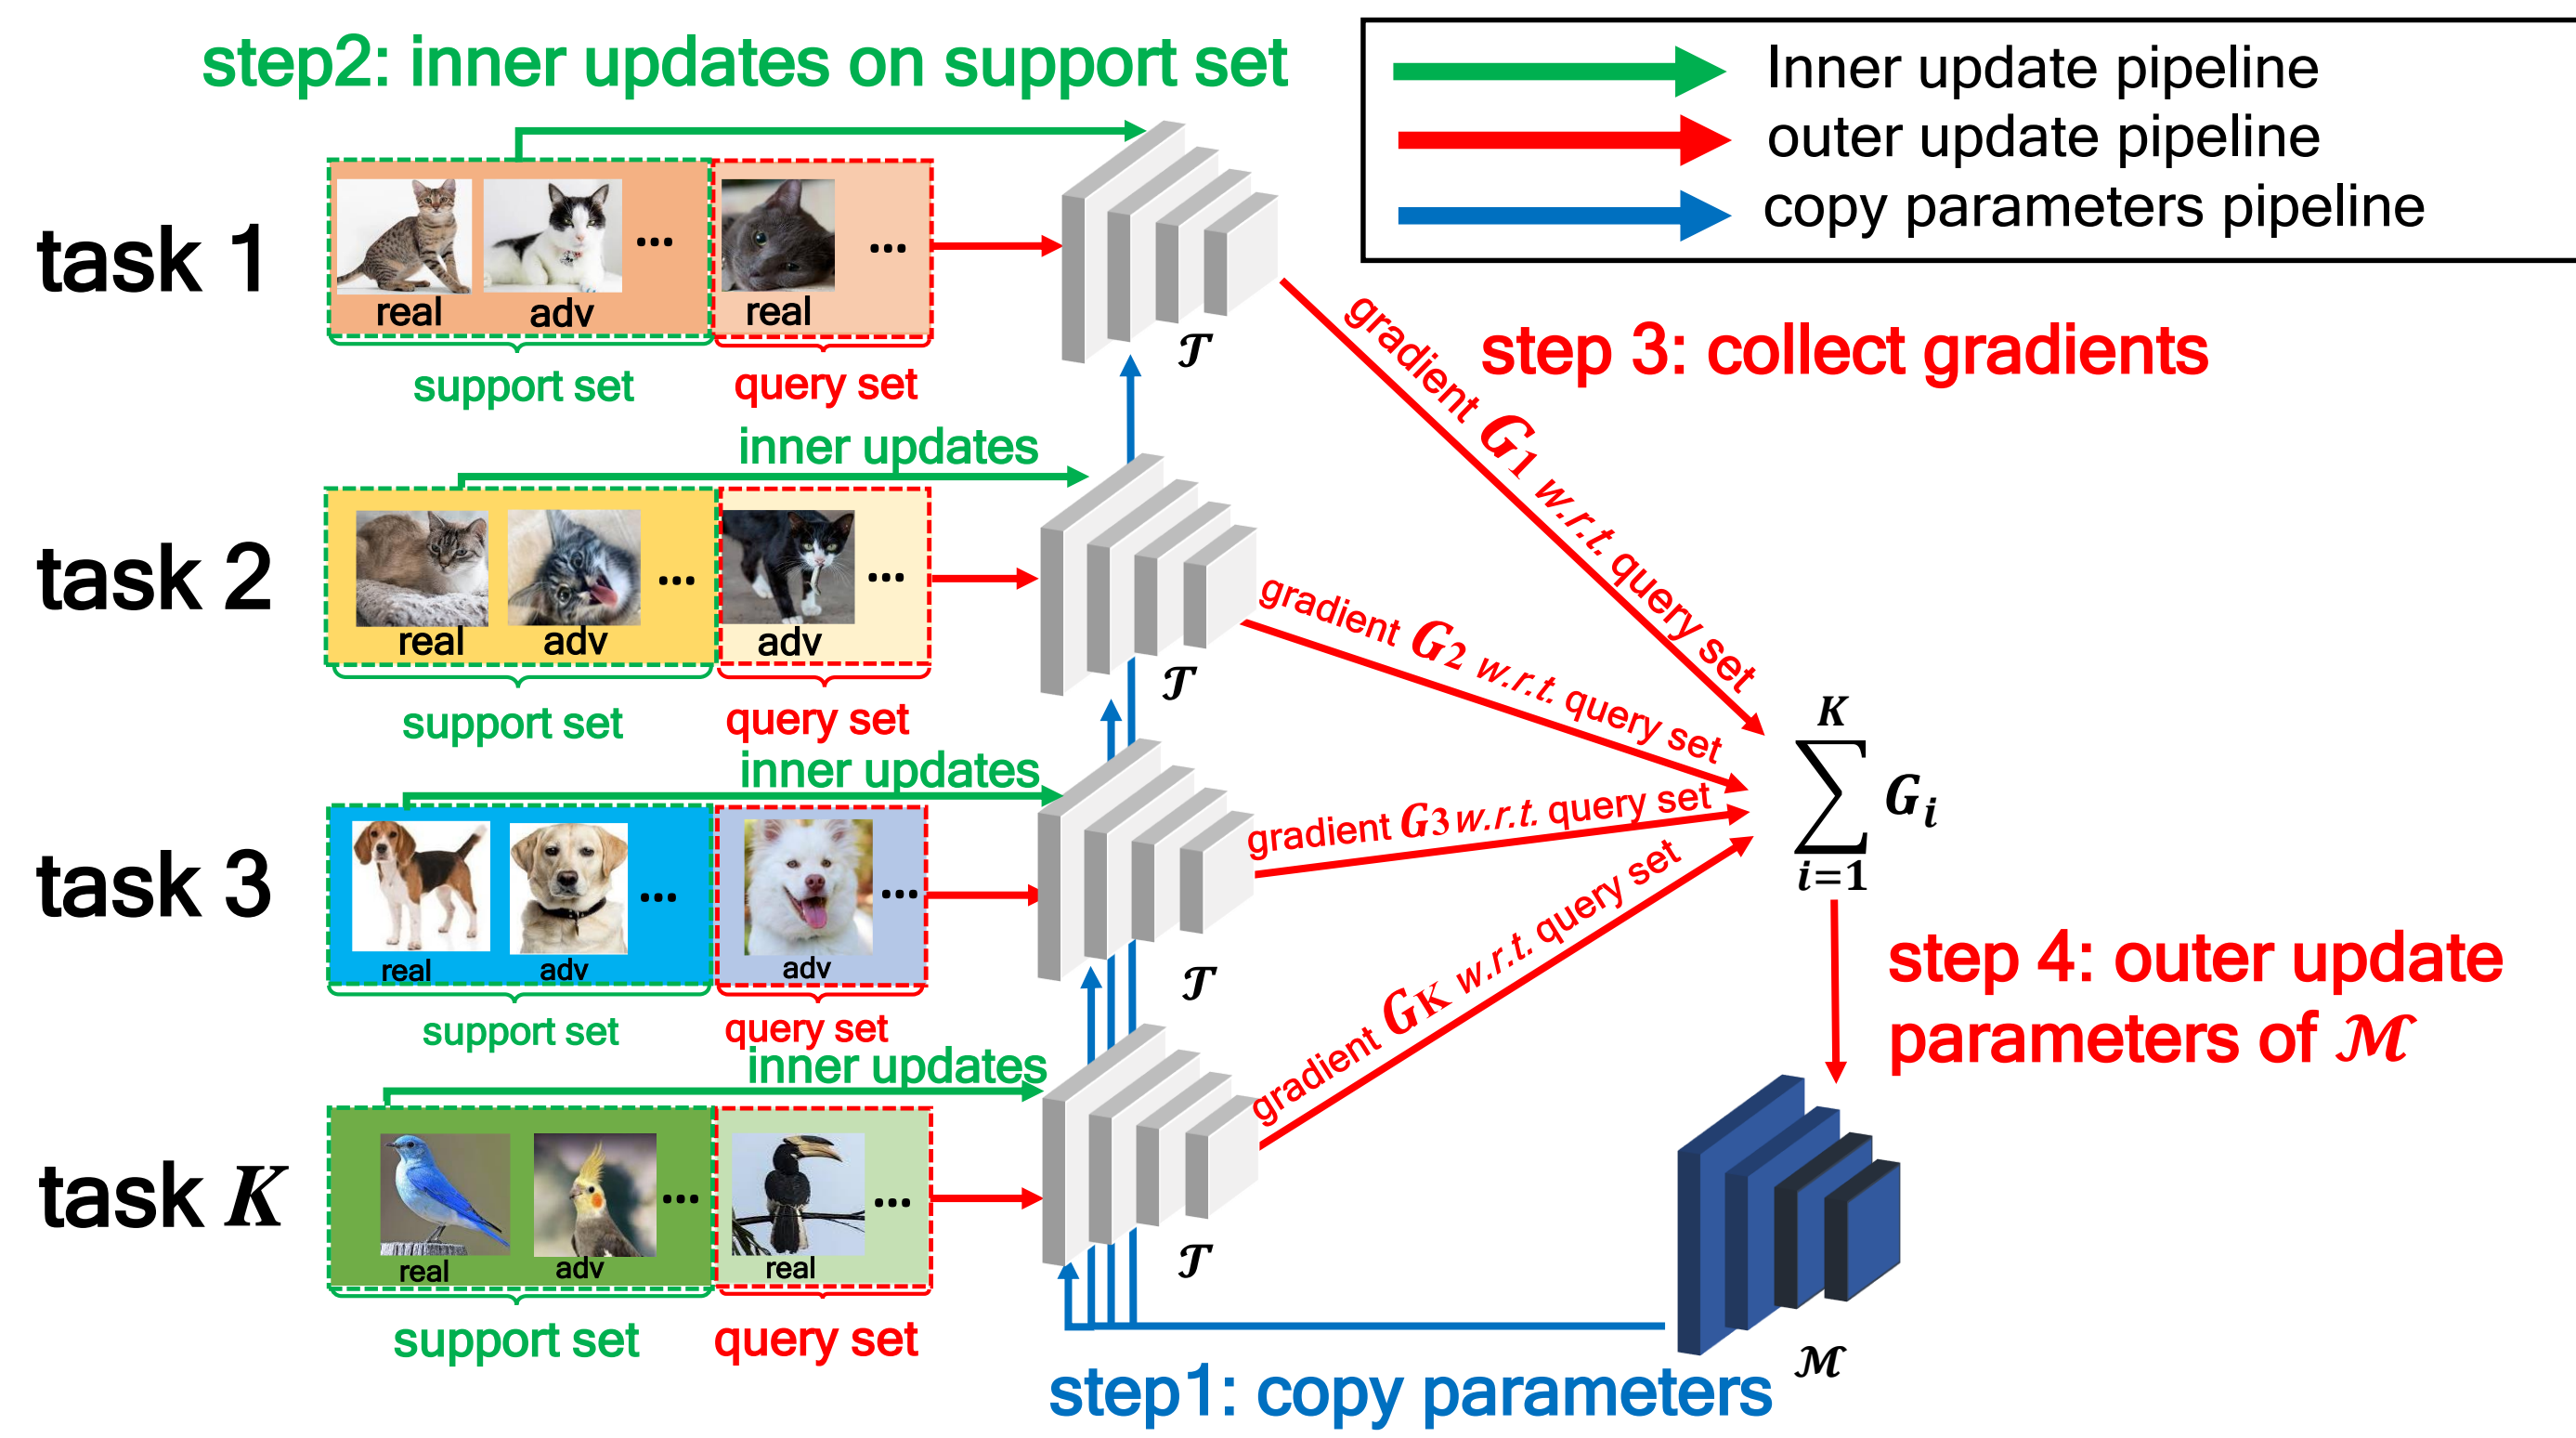 step2: inner updates on support set
Inner update pipeline
outer update pipeline
copy parameters pipeline
task 1
real
adv
...
real
...
support set
query set
𝒯
step 3: collect gradients
gradient G1 w.r.t. query set
inner updates
task 2
real
adv
...
adv
...
support set
query set
𝒯
gradient G2 w.r.t. query set
inner updates
task 3
real
adv
...
adv
...
support set
query set
𝒯
gradient G3 w.r.t. query set
inner updates
task K
real
adv
...
real
...
support set
query set
𝒯
gradient GK w.r.t. query set
K
∑ Gi
i=1
step 4: outer update
parameters of ℳ
ℳ
step1: copy parameters